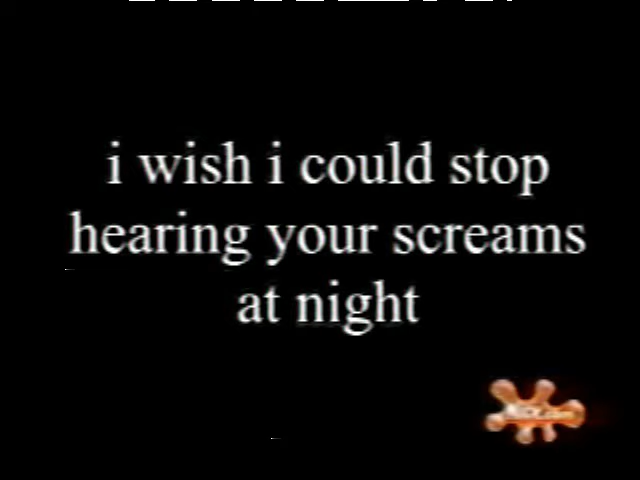 i wish i could stop
hearing your screams
at night